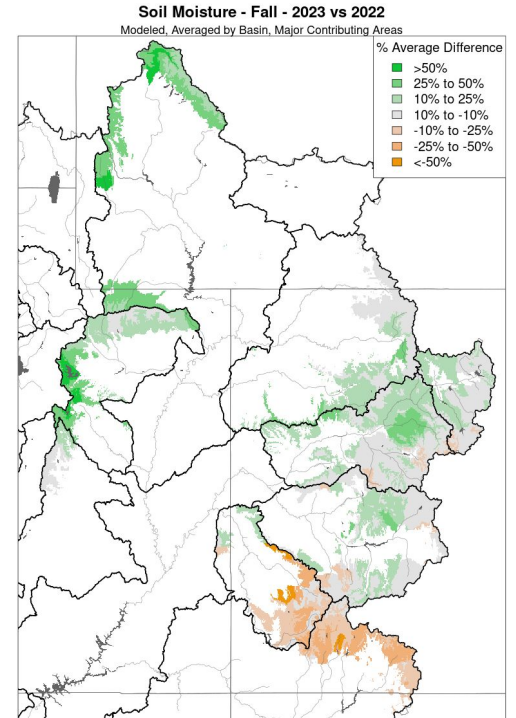 Soil Moisture - Fall - 2023 vs 2022
Modeled, Averaged by Basin, Major Contributing Areas
% Average Difference
>50%
25% to 50%
10% to 25%
10% to -10%
-10% to -25%
-25% to -50%
<-50%